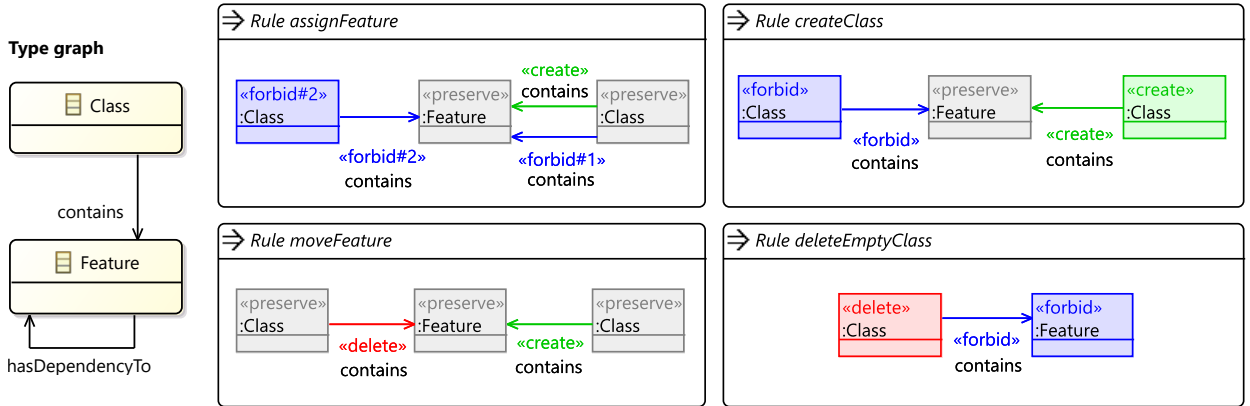 Type graph
Class
contains
Feature
hasDependencyTo
Rule assignFeature
«forbid#2»
:Class
«forbid#2»
contains
«preserve»
:Feature
«create»
contains
«forbid#1»
contains
«preserve»
:Class
Rule createClass
«forbid»
:Class
«forbid»
contains
«preserve»
:Feature
«create»
contains
«create»
:Class
Rule moveFeature
«preserve»
:Class
«delete»
contains
«preserve»
:Feature
«create»
contains
«preserve»
:Class
Rule deleteEmptyClass
«delete»
:Class
«forbid»
contains
«forbid»
:Feature